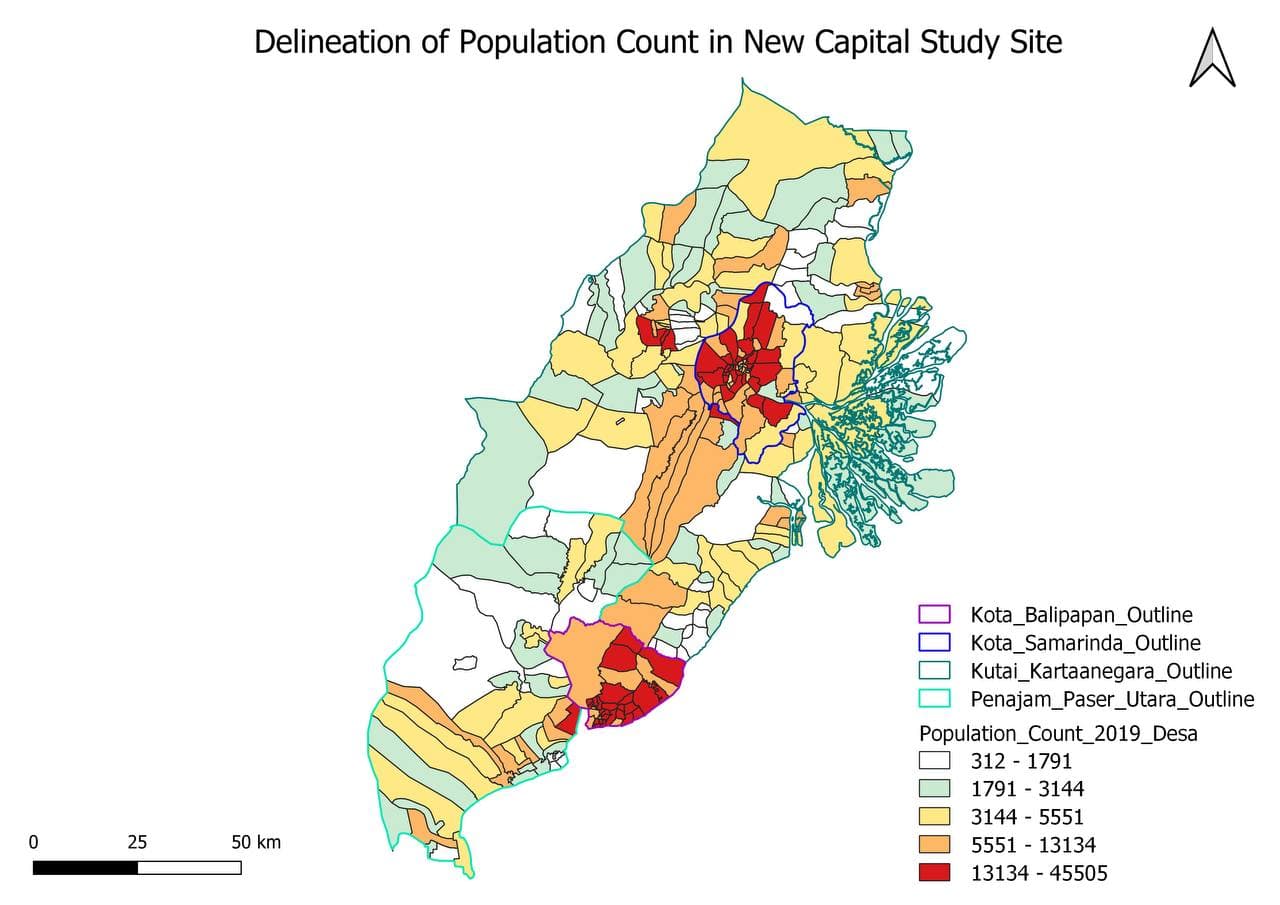 Delineation of Population Count in New Capital Study Site
Kota_Balipapan_Outline
Kota_Samarinda_Outline
Kutai_Kartaanegara_Outline
Penajam_Paser_Utara_Outline
Population_Count_2019_Desa
312 - 1791
1791 - 3144
3144 - 5551
5551 - 13134
13134 - 45505
0 25 50 km